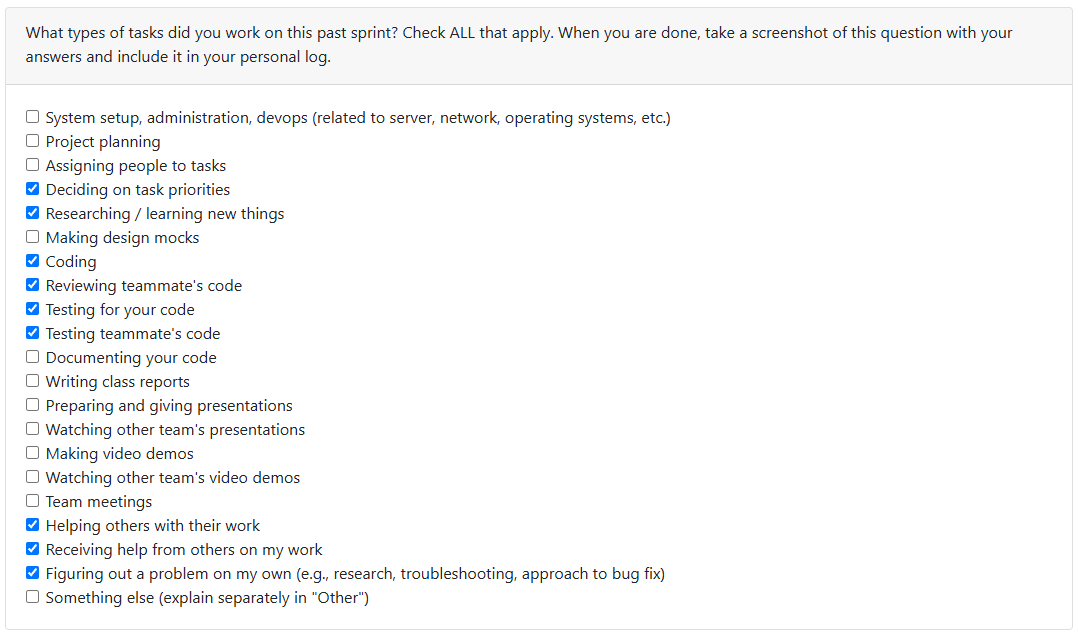 What types of tasks did you work on this past sprint? Check ALL that apply. When you are done, take a screenshot of this question with your
answers and include it in your personal log.
System setup, administration, devops (related to server, network, operating systems, etc.)
Project planning
Assigning people to tasks
Deciding on task priorities
Researching / learning new things
Making design mocks
Coding
Reviewing teammate's code
Testing for your code
Testing teammate's code
Documenting your code
Writing class reports
Preparing and giving presentations
Watching other team's presentations
Making video demos
Watching other team's video demos
Team meetings
Helping others with their work
Receiving help from others on my work
Figuring out a problem on my own (e.g., research, troubleshooting, approach to bug fix)
Something else (explain separately in "Other")